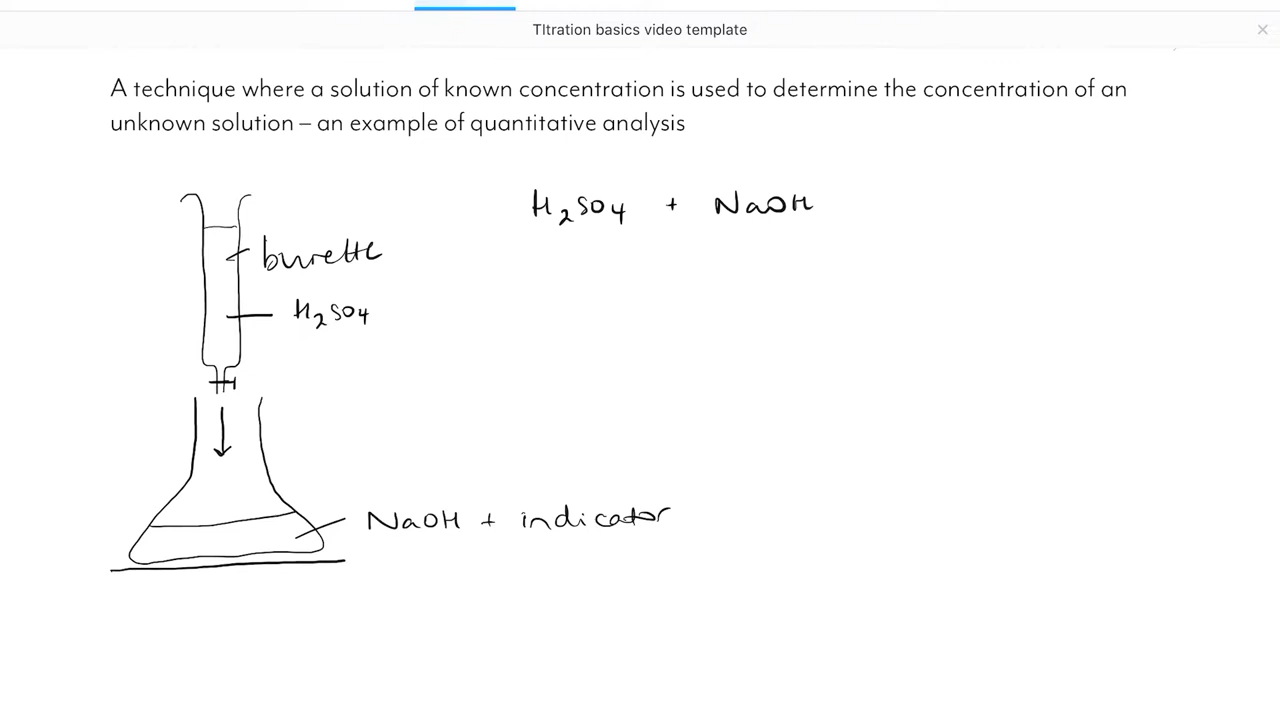 TItration basics video template
A technique where a solution of known concentration is used to determine the concentration of an
unknown solution – an example of quantitative analysis
H₂SO₄ + NaOH
burette
H₂SO₄
NaOH + indicator